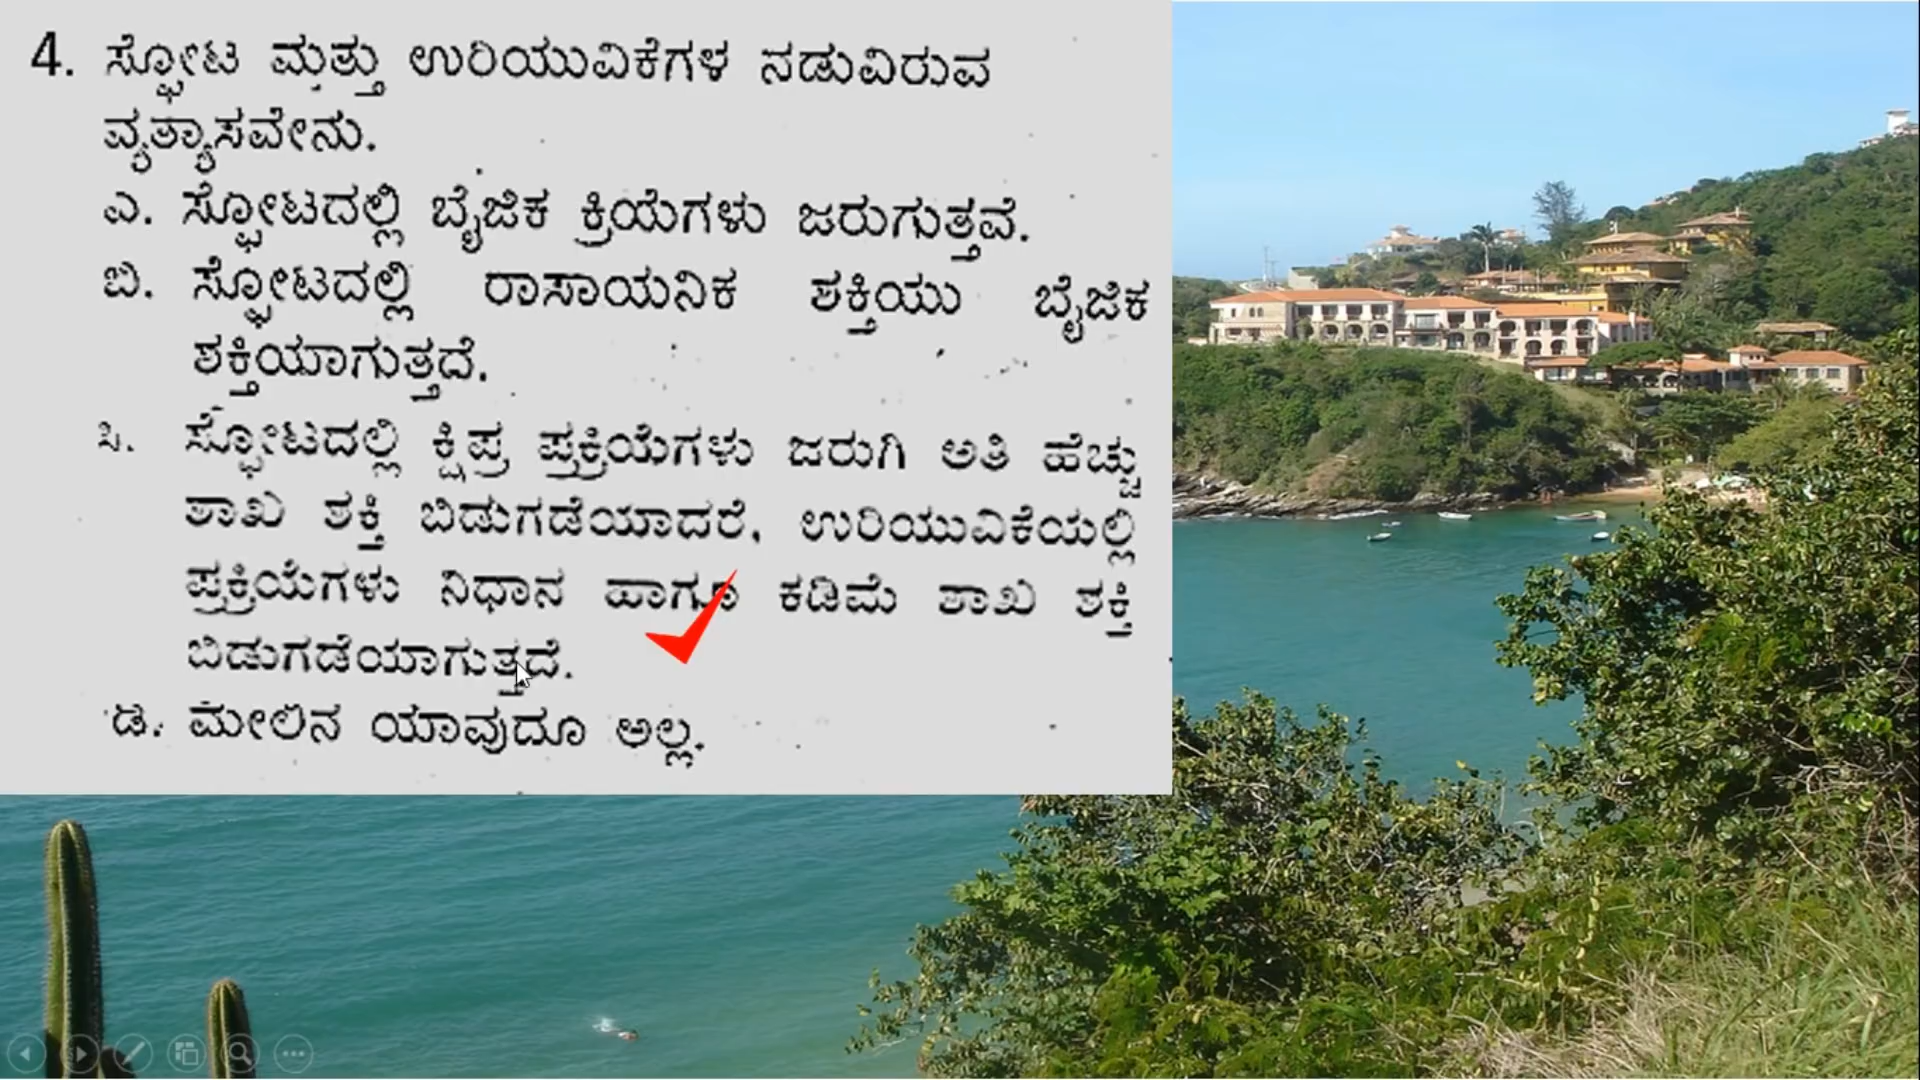 4. ಸ್ಫೋಟ ಮತ್ತು ಉರಿಯುವಿಕೆಗಳ ನಡುವಿರುವ
ವ್ಯತ್ಯಾಸವೇನು.
ಎ. ಸ್ಫೋಟದಲ್ಲಿ ಬೈಜಿಕ ಕ್ರಿಯೆಗಳು ಜರುಗುತ್ತವೆ.
ಬಿ. ಸ್ಫೋಟದಲ್ಲಿ ರಾಸಾಯನಿಕ ಶಕ್ತಿಯು ಬೈಜಿಕ
ಶಕ್ತಿಯಾಗುತ್ತದೆ.
ಸಿ. ಸ್ಫೋಟದಲ್ಲಿ ಕ್ಷಿಪ್ರ ಪ್ರಕ್ರಿಯೆಗಳು ಜರುಗಿ ಅತಿ ಹೆಚ್ಚು
ಶಾಖ ಶಕ್ತಿ ಬಿಡುಗಡೆಯಾದರೆ, ಉರಿಯುವಿಕೆಯಲ್ಲಿ
ಪ್ರಕ್ರಿಯೆಗಳು ನಿಧಾನ ಹಾಗೂ ಕಡಿಮೆ ಶಾಖ ಶಕ್ತಿ
ಬಿಡುಗಡೆಯಾಗುತ್ತದೆ.
ಡಿ. ಮೇಲಿನ ಯಾವುದೂ ಅಲ್ಲ.